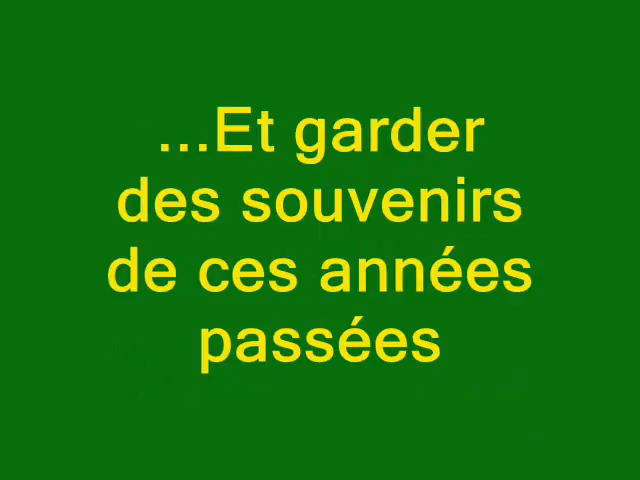 ...Et garder
des souvenirs
de ces années
passées